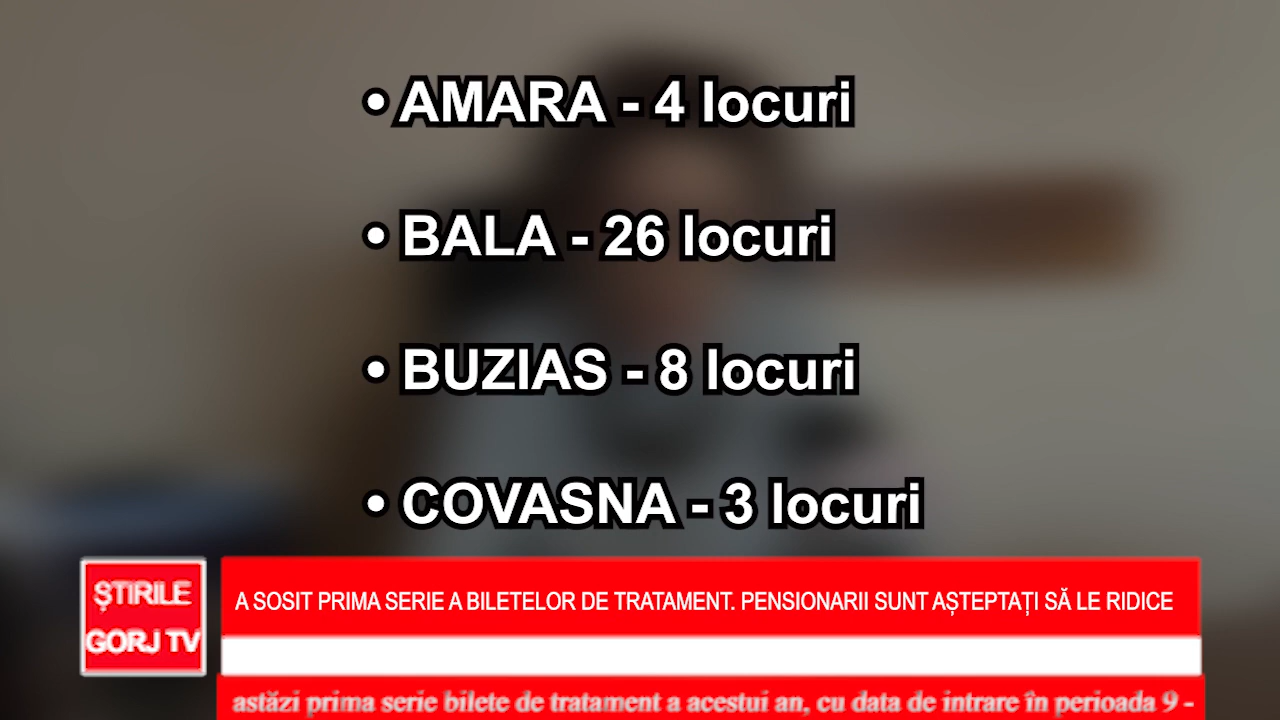 • AMARA - 4 locuri
• BALA - 26 locuri
• BUZIAS - 8 locuri
• COVASNA - 3 locuri
ȘTIRILE
GORJ TV
A SOSIT PRIMA SERIE A BILETELOR DE TRATAMENT. PENSIONARII SUNT AȘTEPTAȚI SĂ LE RIDICE
astăzi prima serie bilete de tratament a acestui an, cu data de intrare în perioada 9 -